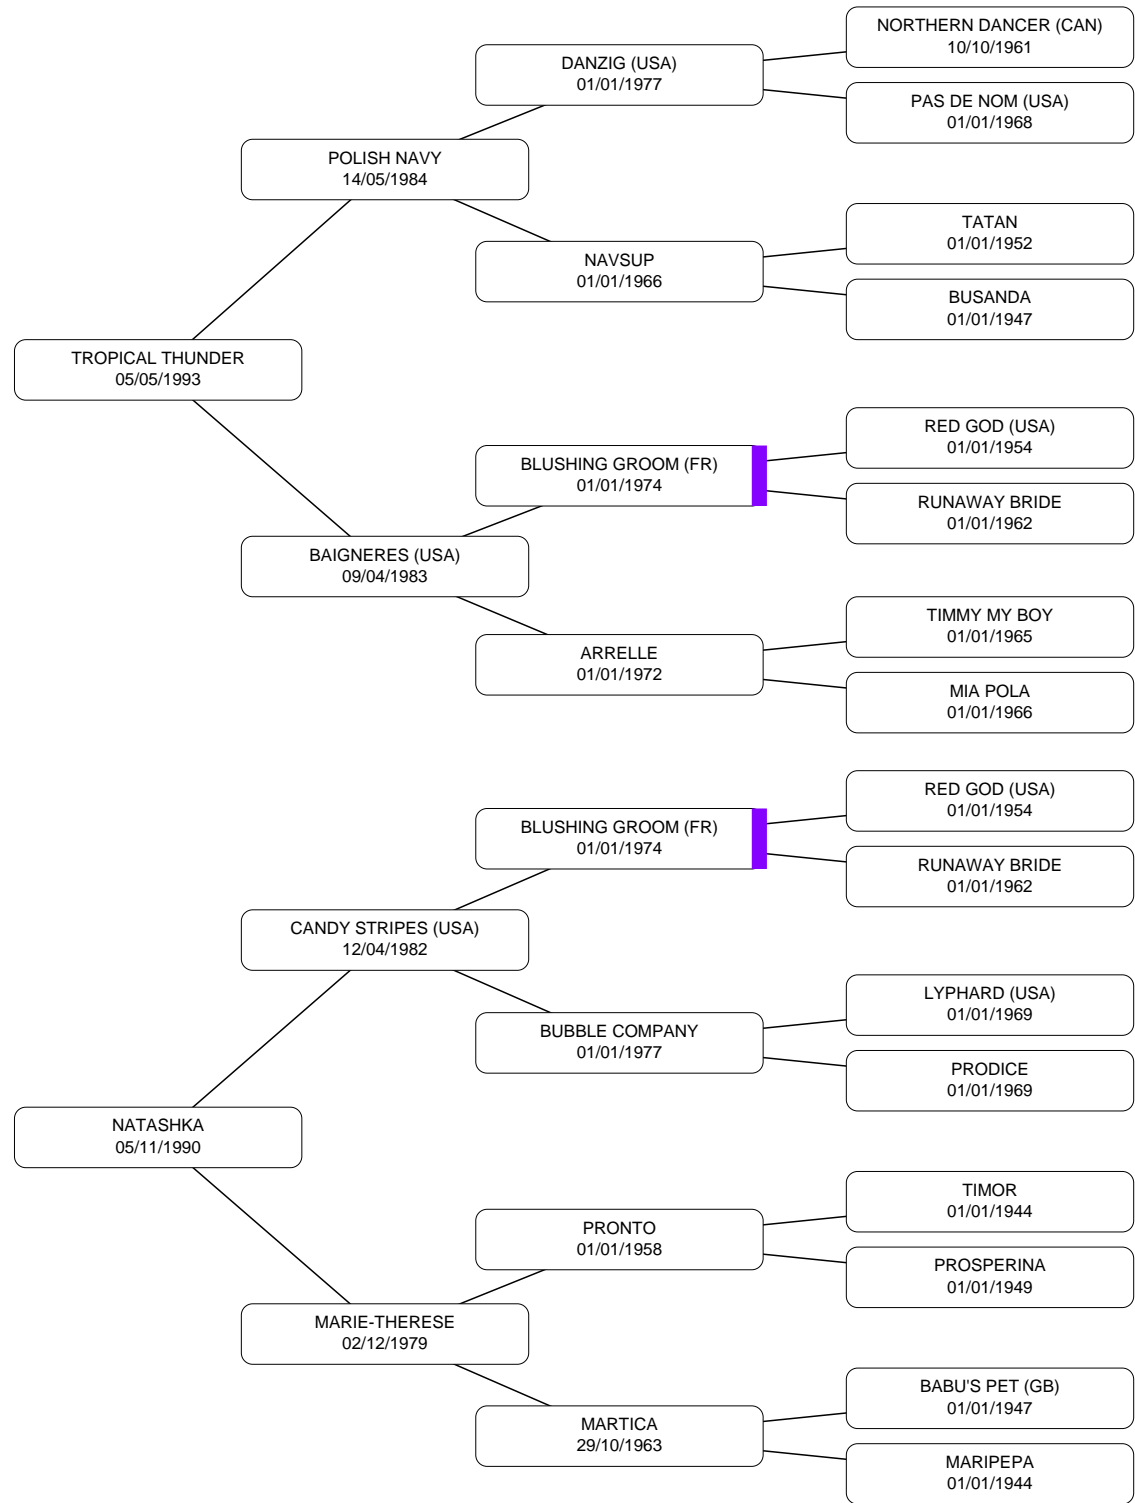 NORTHERN DANCER (CAN)
10/10/1961
DANZIG (USA)
01/01/1977
PAS DE NOM (USA)
01/01/1968
POLISH NAVY
14/05/1984
TATAN
01/01/1952
NAVSUP
01/01/1966
BUSANDA
01/01/1947
TROPICAL THUNDER
05/05/1993
RED GOD (USA)
01/01/1954
BLUSHING GROOM (FR)
01/01/1974
RUNAWAY BRIDE
01/01/1962
BAIGNERES (USA)
09/04/1983
TIMMY MY BOY
01/01/1965
ARRELLE
01/01/1972
MIA POLA
01/01/1966
RED GOD (USA)
01/01/1954
BLUSHING GROOM (FR)
01/01/1974
RUNAWAY BRIDE
01/01/1962
CANDY STRIPES (USA)
12/04/1982
LYPHARD (USA)
01/01/1969
BUBBLE COMPANY
01/01/1977
PRODICE
01/01/1969
NATASHKA
05/11/1990
TIMOR
01/01/1944
PRONTO
01/01/1958
PROSPERINA
01/01/1949
MARIE-THERESE
02/12/1979
BABU'S PET (GB)
01/01/1947
MARTICA
29/10/1963
MARIPEPA
01/01/1944